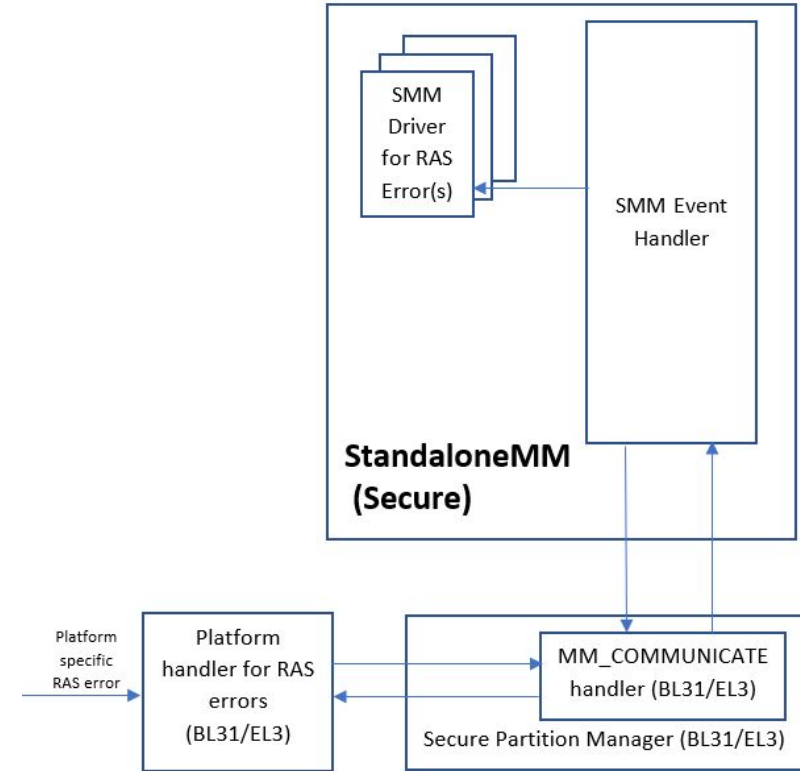 SMM
Driver
for RAS
Error(s)
SMM Event
Handler
StandaloneMM
(Secure)
Platform
specific
RAS error
Platform
handler for RAS
errors
(BL31/EL3)
MM_COMMUNICATE
handler (BL31/EL3)
Secure Partition Manager (BL31/EL3)